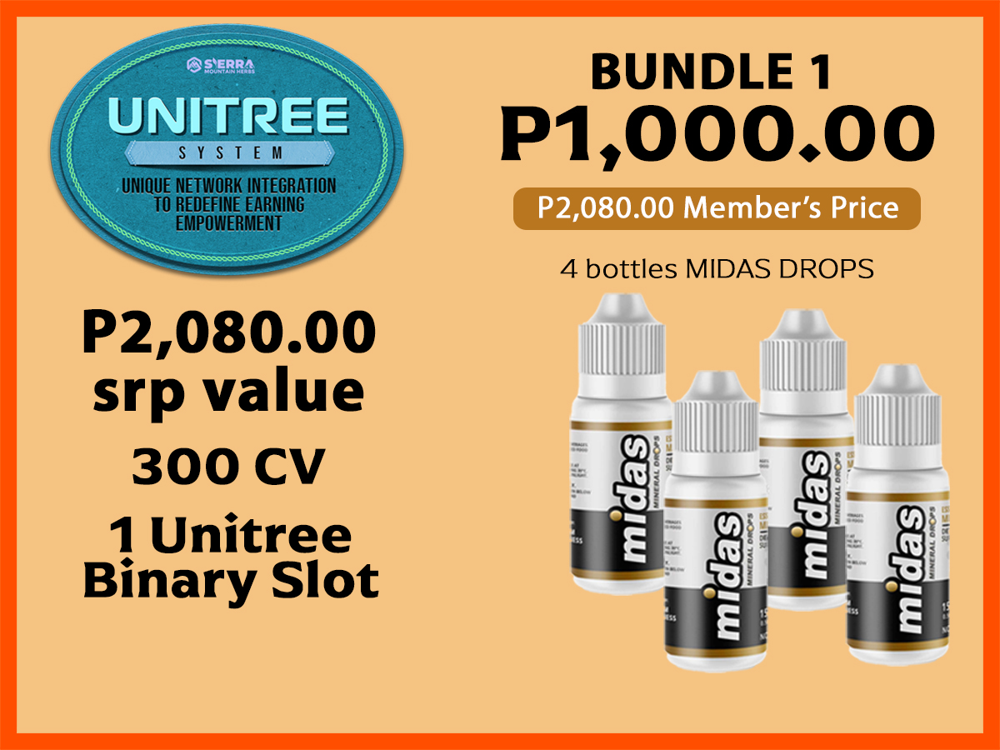 SIERRA
MOUNTAIN HERBS
UNITREE
SYSTEM
UNIQUE NETWORK INTEGRATION
TO REDEFINE EARNING
EMPOWERMENT
P2,080.00
srp value
300 CV
1 Unitree
Binary Slot
BUNDLE 1
P1,000.00
P2,080.00 Member's Price
4 bottles MIDAS DROPS
midas
MINERAL DROPS
midas
MINERAL DROPS
midas
MINERAL DROPS
midas
MINERAL DROPS